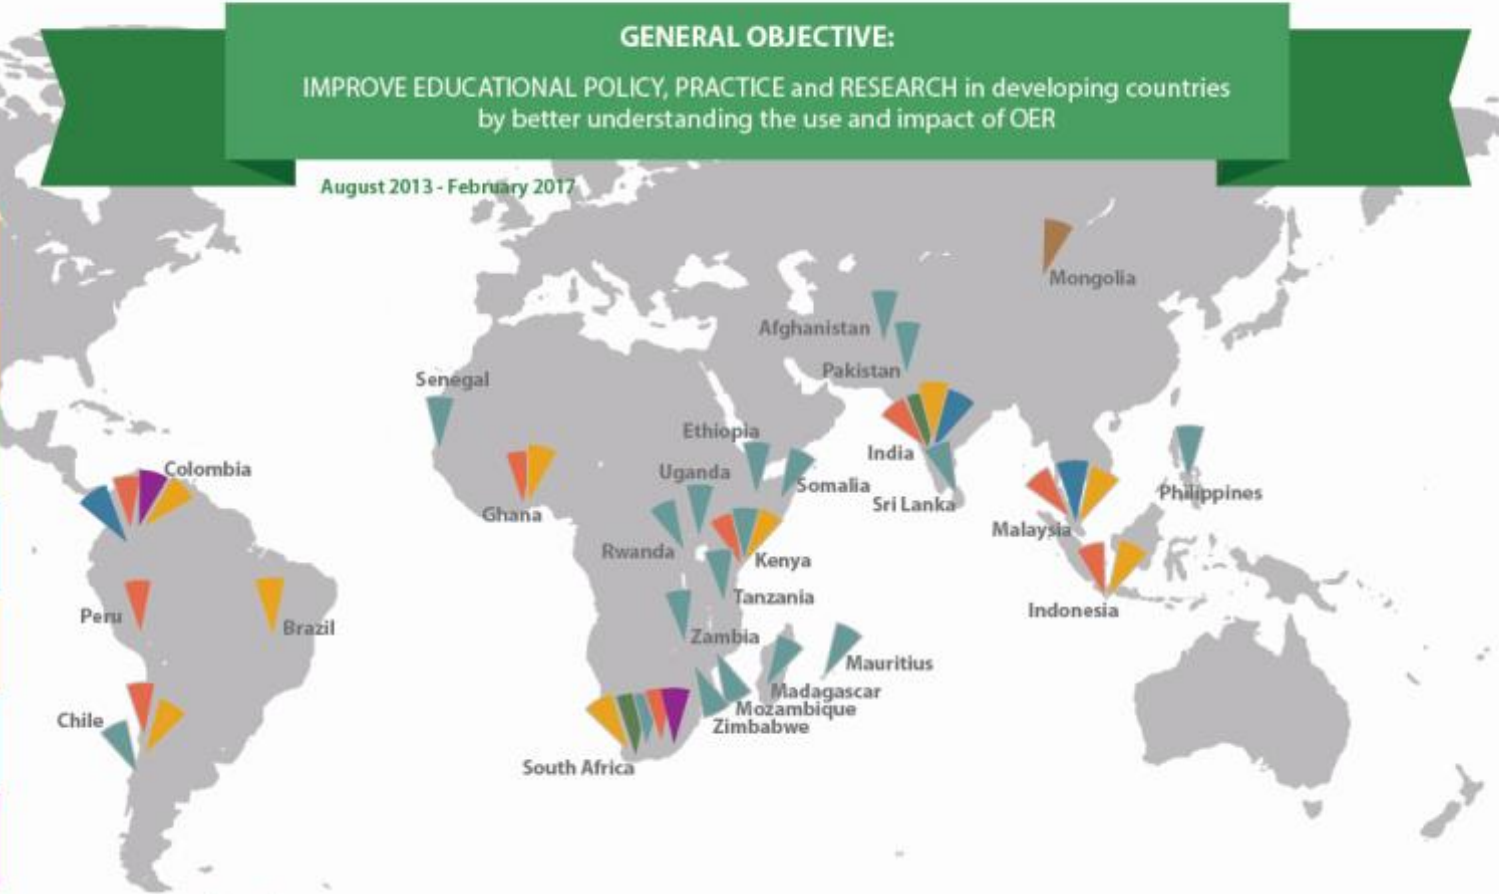 GENERAL OBJECTIVE:
IMPROVE EDUCATIONAL POLICY, PRACTICE and RESEARCH in developing countries
by better understanding the use and impact of OER
August 2013 - February 2017
Mongolia
Afghanistan
Pakistan
Senegal
Ethiopia
India
Colombia
Uganda
Somalia
Sri Lanka
Philippines
Ghana
Malaysia
Rwanda
Kenya
Tanzania
Indonesia
Peru
Brazil
Zambia
Mauritius
Madagascar
Mozambique
Chile
Zimbabwe
South Africa